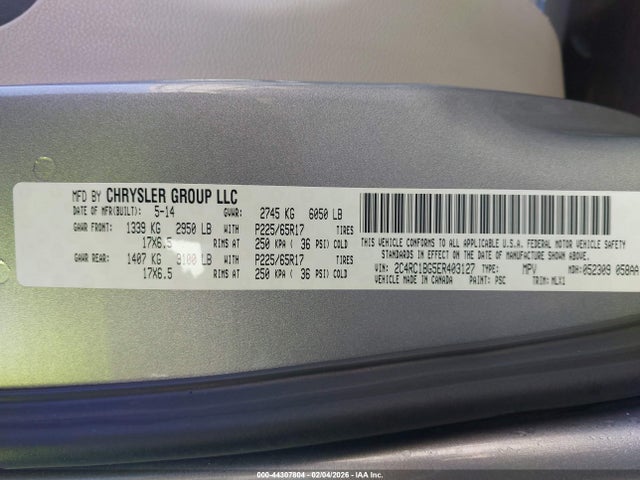 MFD BY CHRYSLER GROUP LLC
DATE OF MFR(BUILT): 5-14 GVWR: 2745 KG 6050 LB
GAWR FRONT: 1339 KG 2950 LB WITH P225/65R17 TIRES
17X6.5 RIMS AT 250 KPA ( 36 PSI) COLD
GAWR REAR: 1407 KG 3100 LB WITH P225/65R17 TIRES
17X6.5 RIMS AT 250 KPA ( 36 PSI) COLD
THIS VEHICLE CONFORMS TO ALL APPLICABLE U.S.A. FEDERAL MOTOR VEHICLE SAFETY
STANDARDS IN EFFECT ON THE DATE OF MANUFACTURE SHOWN ABOVE.
VIN: 2C4RC1BG5ER403127 TYPE: MPV MDH: 052309 058AA
VEHICLE MADE IN CANADA PAINT: PSC TRIM: MLX1
000-44307804 - 02/04/2026 - IAA Inc.